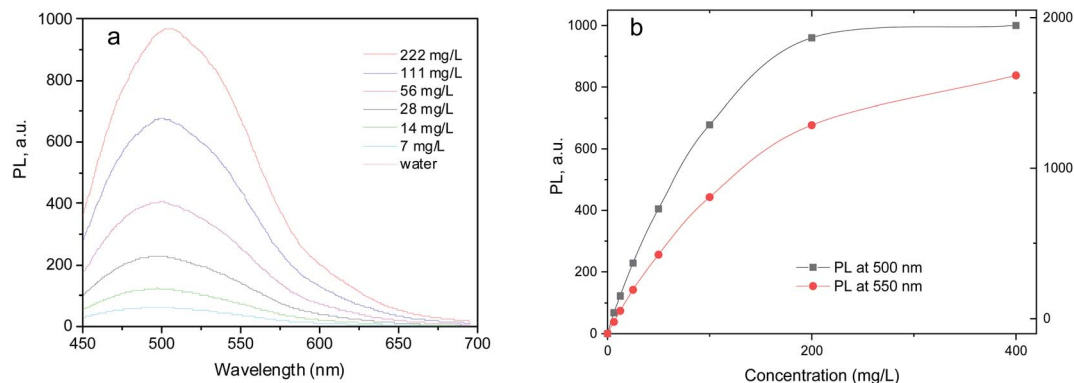 a
222 mg/L
111 mg/L
56 mg/L
28 mg/L
14 mg/L
7 mg/L
water
PL, a.u.
1000
800
600
400
200
0
450 500 550 600 650 700
Wavelength (nm)
b
PL, a.u.
1000
800
600
400
200
0
2000
1000
0
PL at 500 nm
PL at 550 nm
0 200 400
Concentration (mg/L)